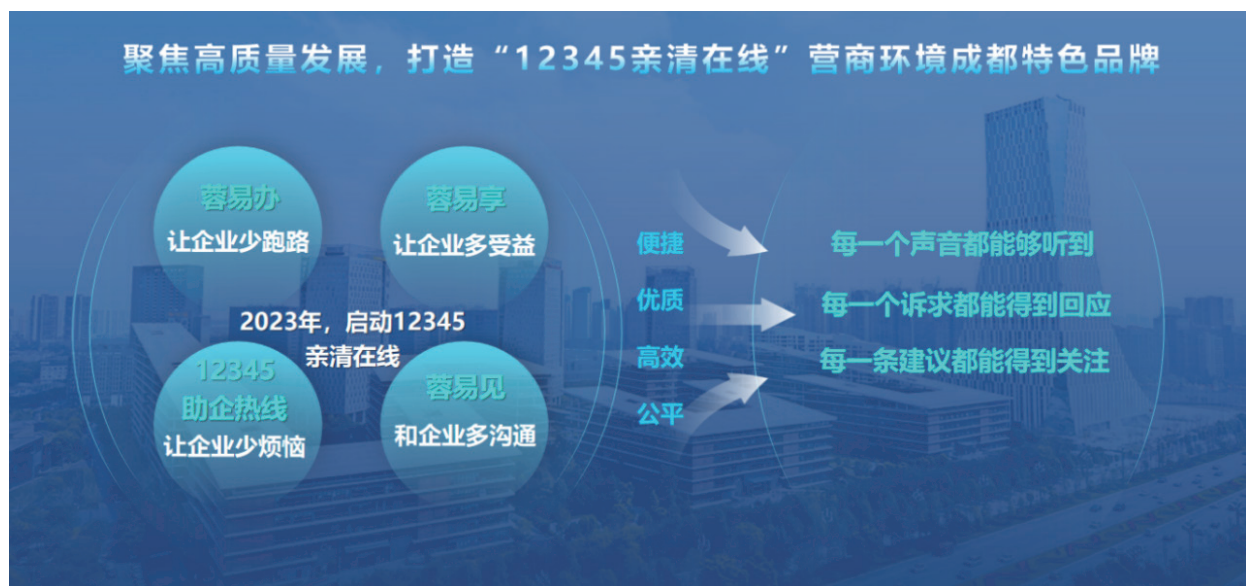 聚焦高质量发展，打造“12345亲清在线”营商环境成都特色品牌
蓉易办
让企业少跑路
蓉易享
让企业多受益
2023年，启动12345
亲清在线
12345
助企热线
让企业少烦恼
蓉易见
和企业多沟通
便捷
优质
高效
公平
每一个声音都能够听到
每一个诉求都能得到回应
每一条建议都能得到关注